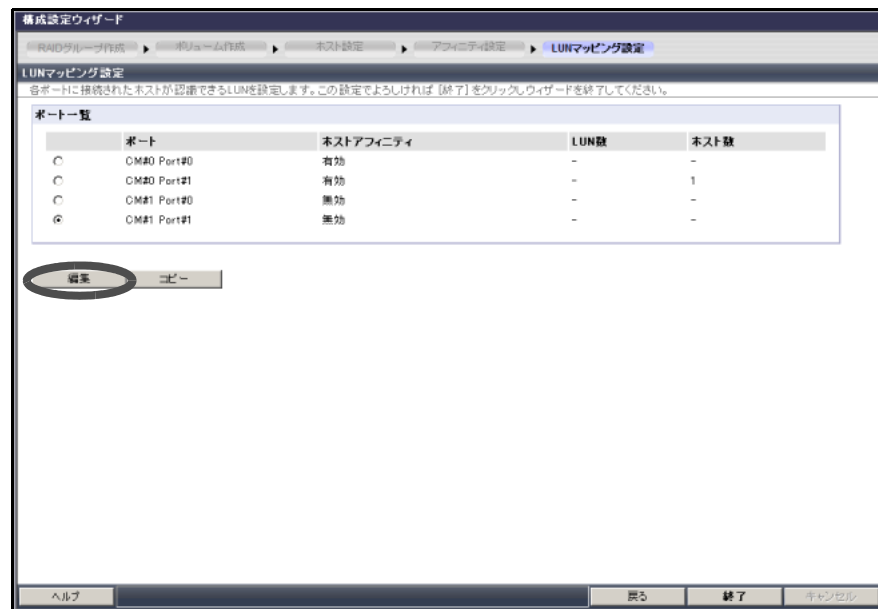 構成設定ウィザード
RAIDグループ作成 ボリューム作成 ホスト設定 アフィニティ設定 LUNマッピング設定
LUNマッピング設定
各ポートに接続されたホストが認識できるLUNを設定します。この設定でよろしければ [終了] をクリックしウィザードを終了してください。
ポート一覧
ポート ホストアフィニティ LUN数 ホスト数
CM#0 Port#0 有効 - -
CM#0 Port#1 有効 - 1
CM#1 Port#0 無効 - -
CM#1 Port#1 無効 - -
編集 コピー
ヘルプ 戻る 終了 キャンセル